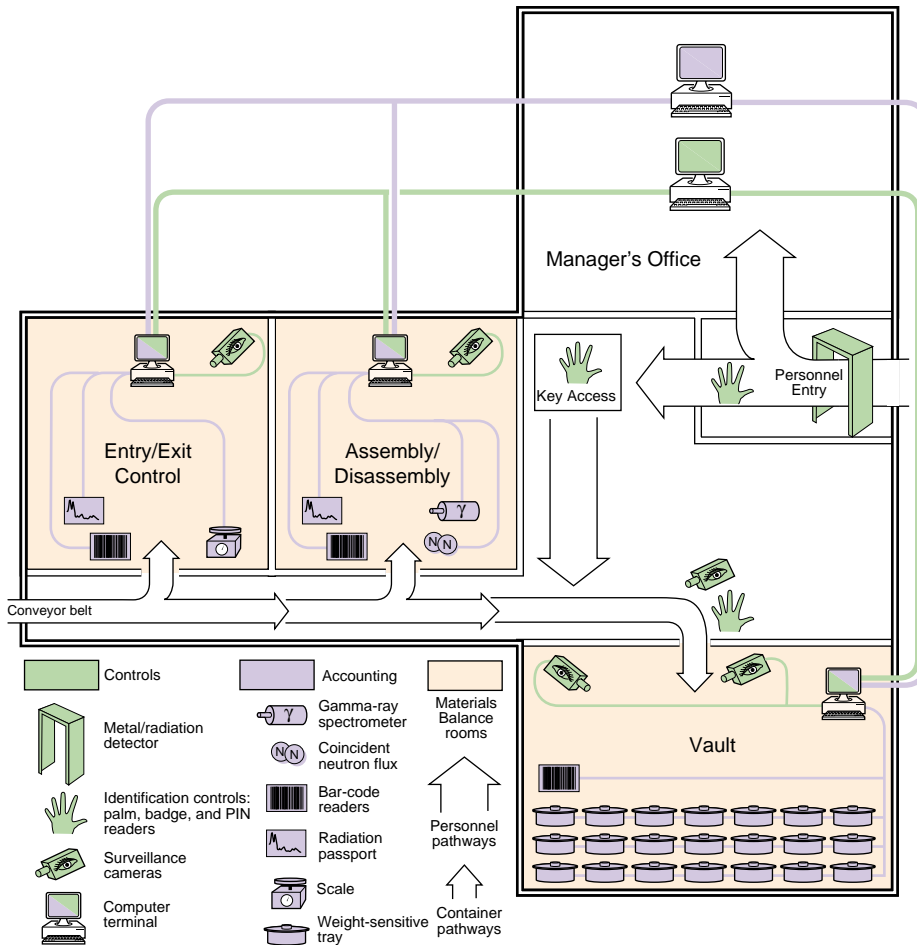 Manager's Office
Key Access
Personnel
Entry
Entry/Exit
Control
Assembly/
Disassembly
γ
N N
Conveyor belt
Vault
Controls
Metal/radiation
detector
Identification controls:
palm, badge, and PIN
readers
Surveillance
cameras
Computer
terminal
Accounting
γ
Gamma-ray
spectrometer
N N
Coincident
neutron flux
Bar-code
readers
Radiation
passport
Scale
Weight-sensitive
tray
Materials
Balance
rooms
Personnel
pathways
Container
pathways